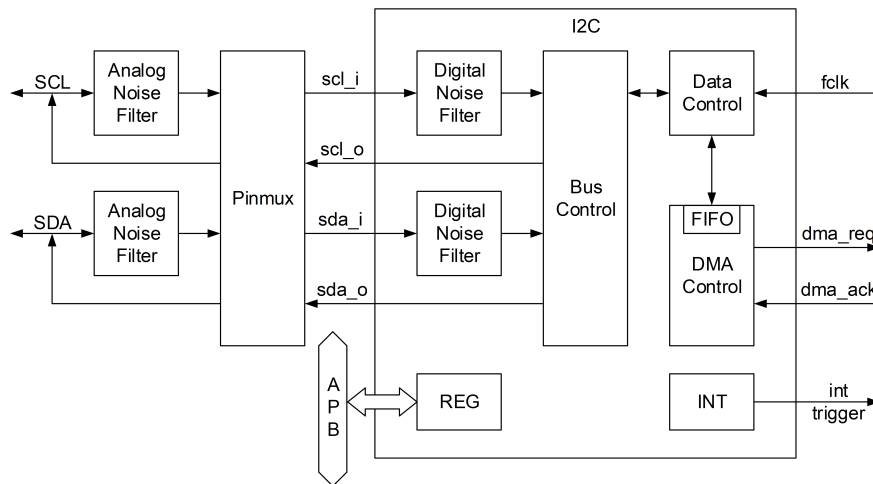 I2C
SCL
Analog
Noise
Filter
scl_i
Digital
Noise
Filter
Data
Control
fclk
scl_o
Pinmux
Bus
Control
SDA
Analog
Noise
Filter
sda_i
Digital
Noise
Filter
FIFO
DMA
Control
dma_req
sda_o
dma_ack
A
P
B
REG
INT
int
trigger